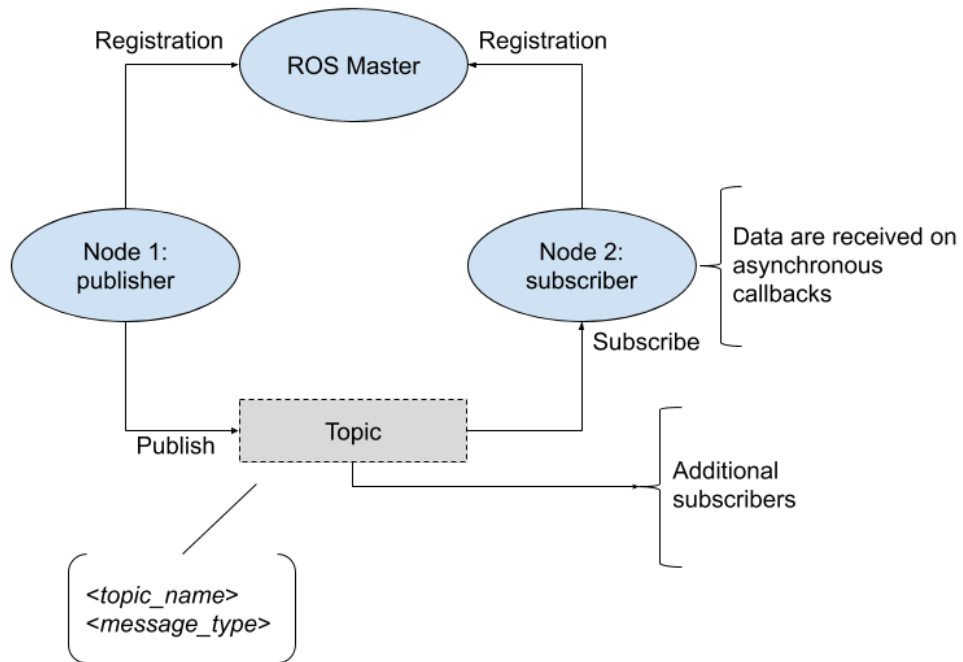 Registration
Registration
ROS Master
Node 1:
publisher
Node 2:
subscriber
Data are received on
asynchronous
callbacks
Subscribe
Publish
Topic
Additional
subscribers
<topic_name>
<message_type>